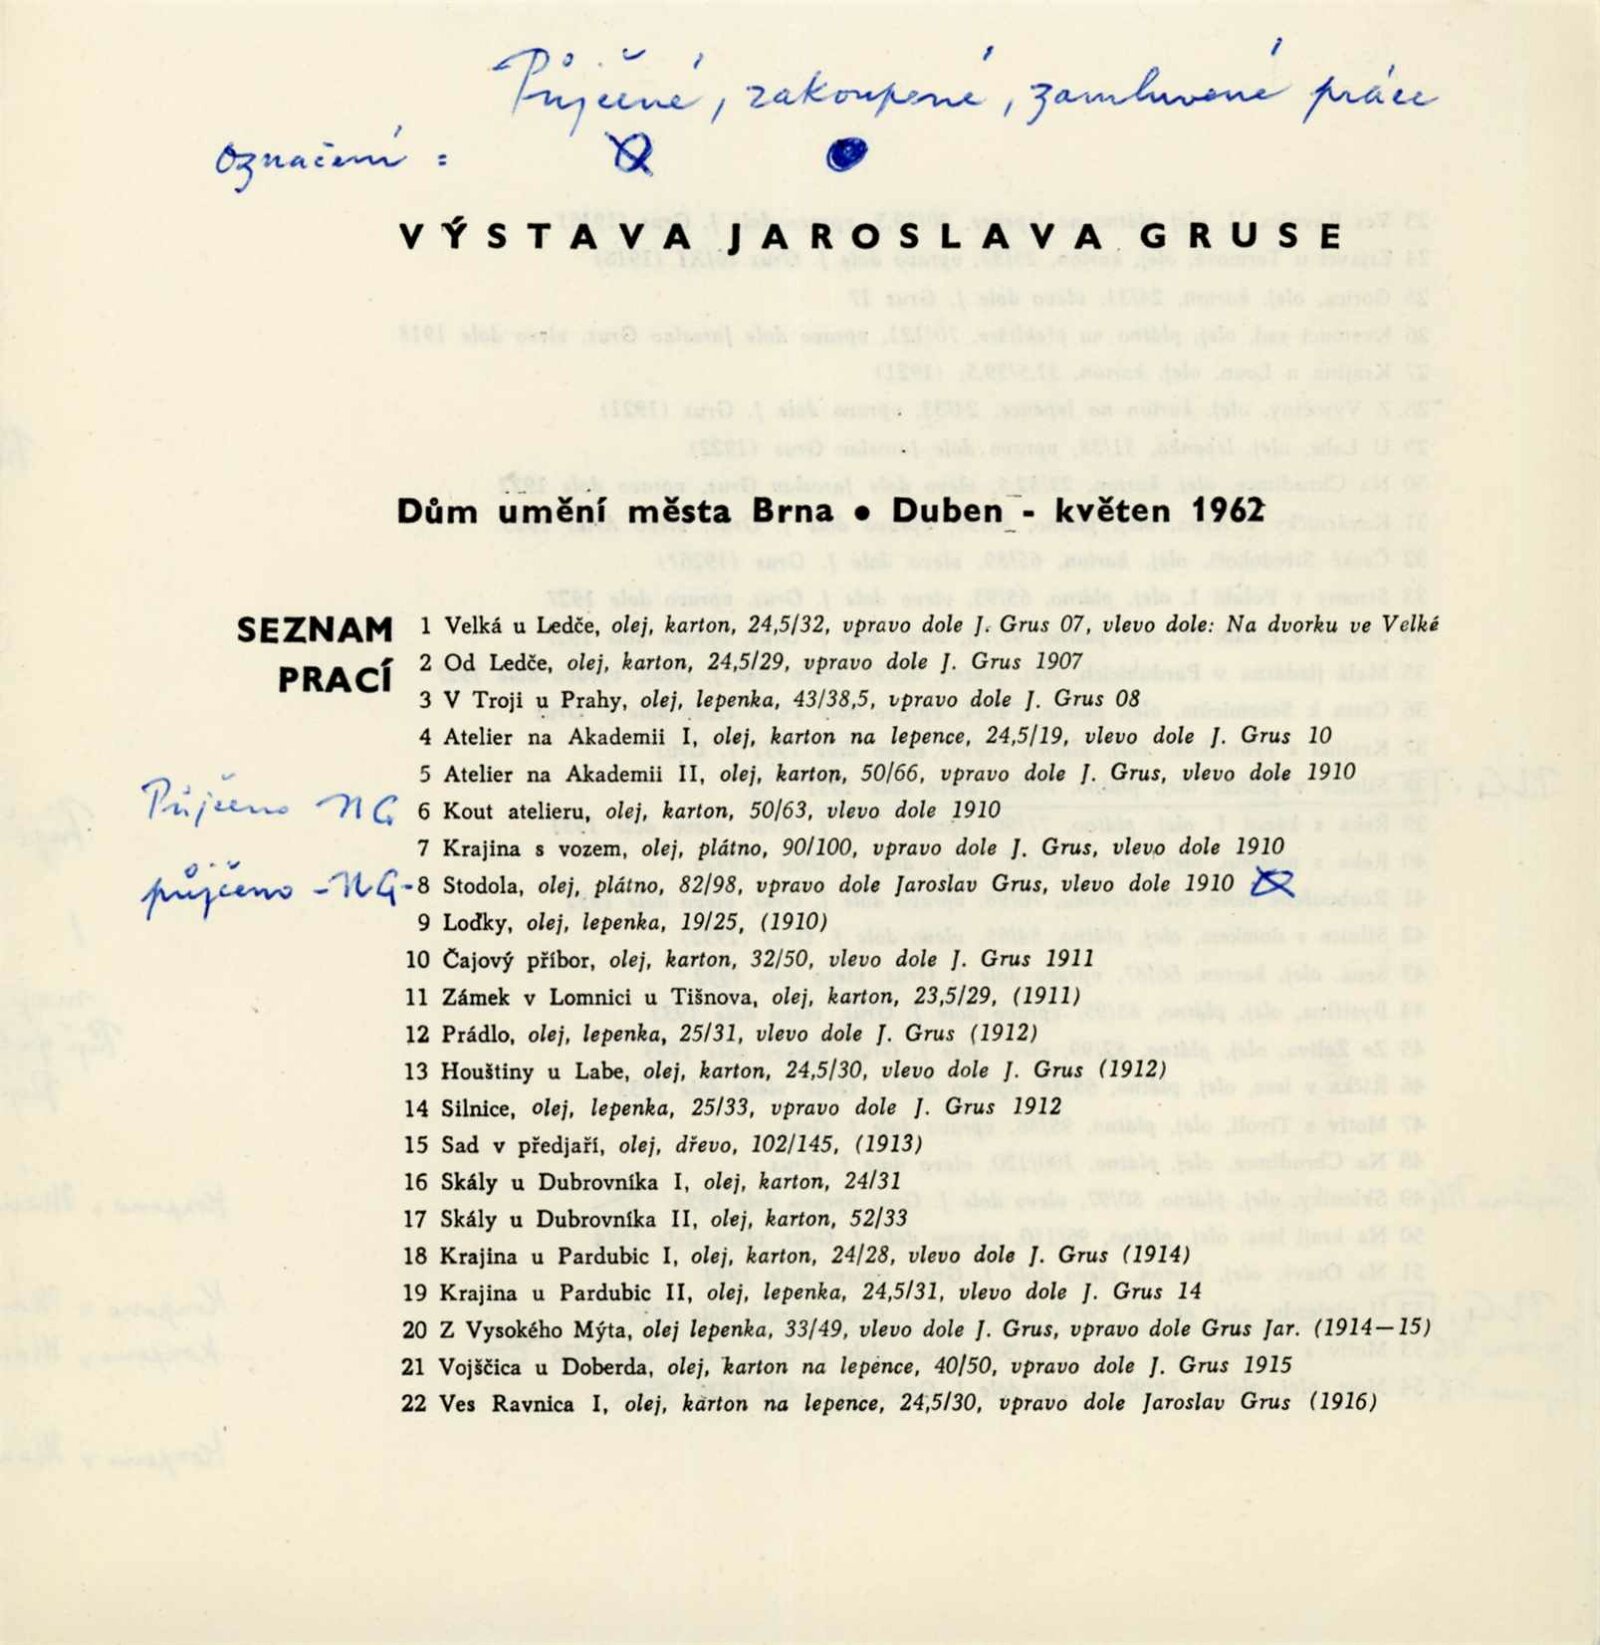 Půjčené, zakoupené, zamluvené práce
Označení :
VÝSTAVA JAROSLAVA GRUSE
Dům umění města Brna • Duben - květen 1962
SEZNAM PRACÍ
1 Velká u Ledče, olej, karton, 24,5/32, vpravo dole J. Grus 07, vlevo dole: Na dvorku ve Velké
2 Od Ledče, olej, karton, 24,5/29, vpravo dole J. Grus 1907
3 V Troji u Prahy, olej, lepenka, 43/38,5, vpravo dole J. Grus 08
4 Atelier na Akademii I, olej, karton na lepence, 24,5/19, vlevo dole J. Grus 10
5 Atelier na Akademii II, olej, karton, 50/66, vpravo dole J. Grus, vlevo dole 1910
Půjčeno NG 6 Kout atelieru, olej, karton, 50/63, vlevo dole 1910
7 Krajina s vozem, olej, plátno, 90/100, vpravo dole J. Grus, vlevo dole 1910
půjčeno - NG - 8 Stodola, olej, plátno, 82/98, vpravo dole Jaroslav Grus, vlevo dole 1910
9 Loďky, olej, lepenka, 19/25, (1910)
10 Čajový příbor, olej, karton, 32/50, vlevo dole J. Grus 1911
11 Zámek v Lomnici u Tišnova, olej, karton, 23,5/29, (1911)
12 Prádlo, olej, lepenka, 25/31, vlevo dole J. Grus (1912)
13 Houštiny u Labe, olej, karton, 24,5/30, vlevo dole J. Grus (1912)
14 Silnice, olej, lepenka, 25/33, vpravo dole J. Grus 1912
15 Sad v předjaří, olej, dřevo, 102/145, (1913)
16 Skály u Dubrovníka I, olej, karton, 24/31
17 Skály u Dubrovníka II, olej, karton, 52/33
18 Krajina u Pardubic I, olej, karton, 24/28, vlevo dole J. Grus (1914)
19 Krajina u Pardubic II, olej, lepenka, 24,5/31, vlevo dole J. Grus 14
20 Z Vysokého Mýta, olej lepenka, 33/49, vlevo dole J. Grus, vpravo dole Grus Jar. (1914—15)
21 Vojščica u Doberda, olej, karton na lepence, 40/50, vpravo dole J. Grus 1915
22 Ves Ravnica I, olej, karton na lepence, 24,5/30, vpravo dole Jaroslav Grus (1916)